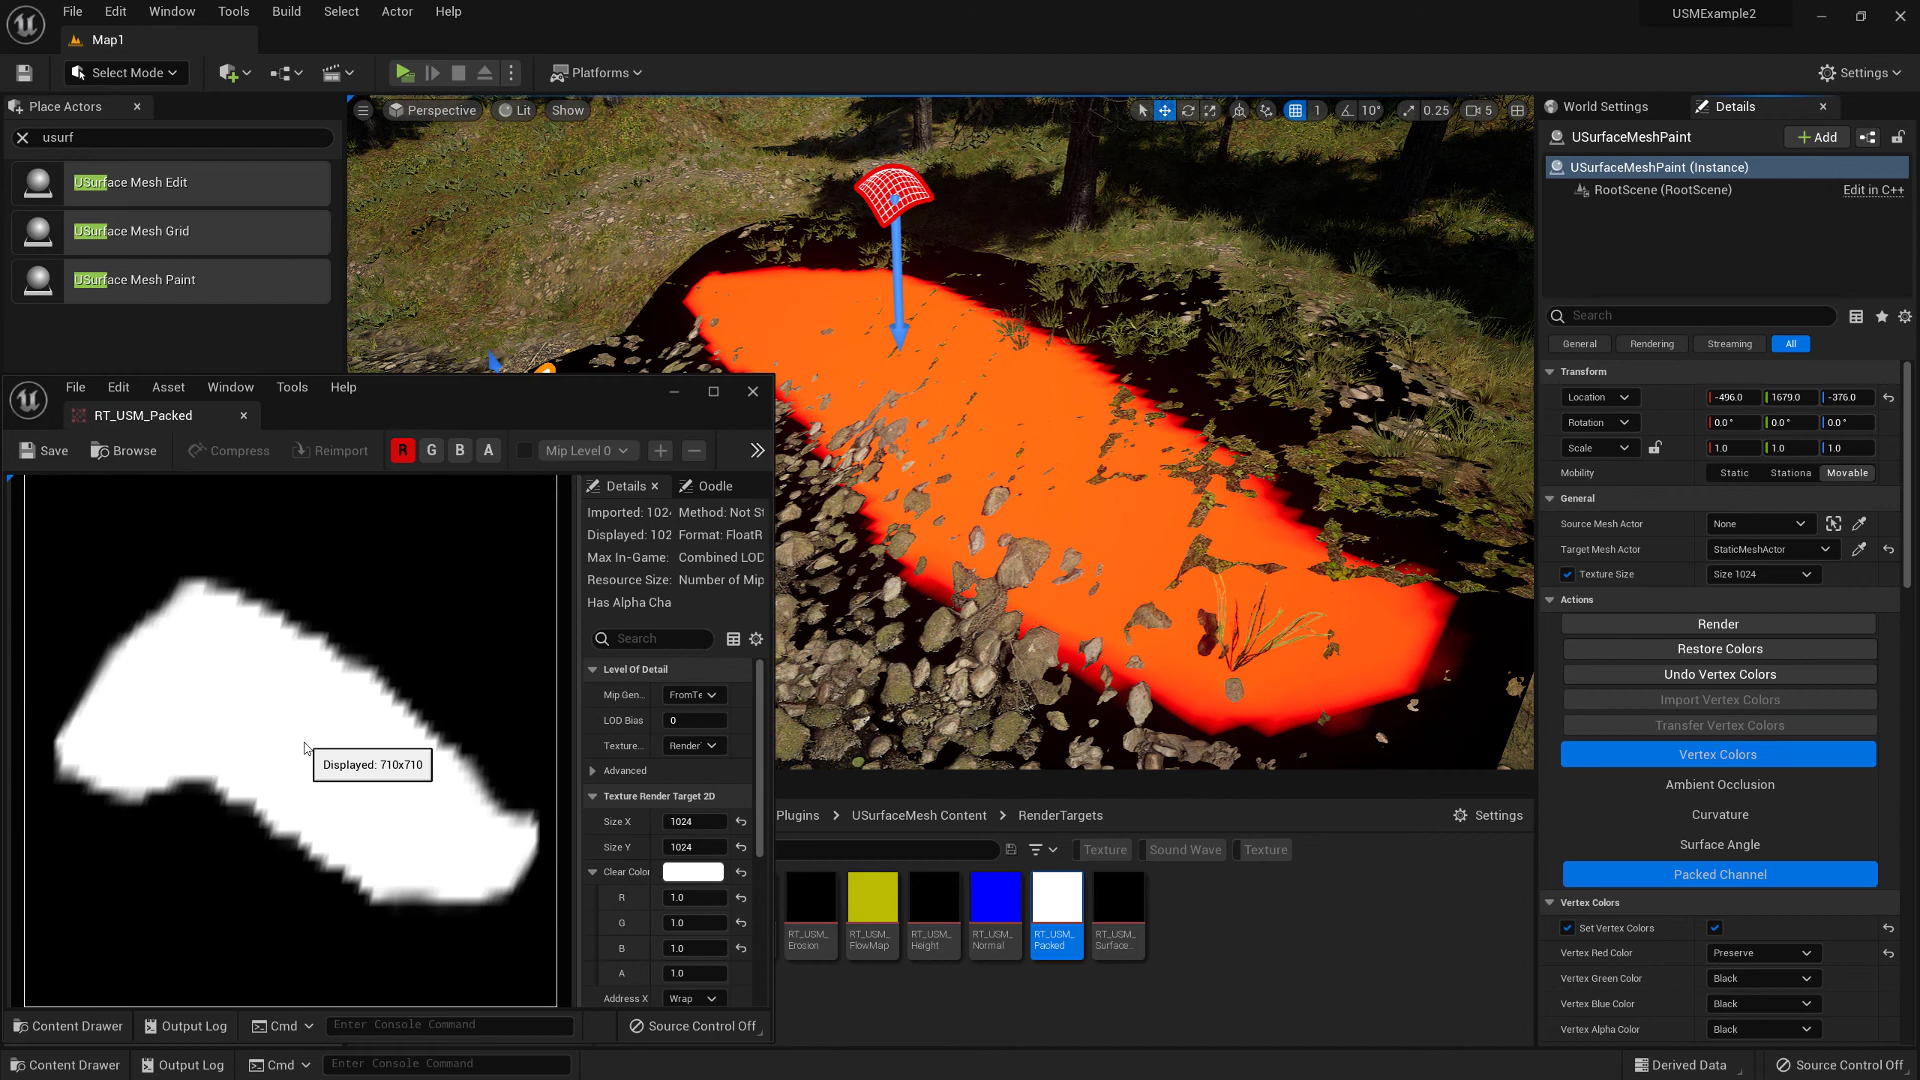 File Edit Window Tools Build Select Actor Help
USMExample2
Map1
Select Mode
Platforms
Settings
Place Actors
usurf
USurface Mesh Edit
USurface Mesh Grid
USurface Mesh Paint
Perspective Lit Show
1 10° 0.25 5
World Settings Details
USurfaceMeshPaint
Add
USurfaceMeshPaint (Instance)
RootScene (RootScene) Edit in C++
Search
General Rendering Streaming All
Transform
Location -496.0 1679.0 -376.0
Rotation 0.0° 0.0° 0.0°
Scale 1.0 1.0 1.0
Mobility Static Stationa Movable
General
Source Mesh Actor None
Target Mesh Actor StaticMeshActor
Texture Size Size 1024
Actions
Render
Restore Colors
Undo Vertex Colors
Import Vertex Colors
Transfer Vertex Colors
Vertex Colors
Ambient Occlusion
Curvature
Surface Angle
Packed Channel
Vertex Colors
Set Vertex Colors
Vertex Red Color Preserve
Vertex Green Color Black
Vertex Blue Color Black
Vertex Alpha Color Black
File Edit Asset Window Tools Help
RT_USM_Packed
Save Browse Compress Reimport R G B A Mip Level 0
Details Oodle
Imported: 102 Method: Not St
Displayed: 102 Format: FloatR
Max In-Game: Combined LOD
Resource Size: Number of Mip
Has Alpha Cha
Search
Level Of Detail
Mip Gen... FromTe
LOD Bias 0
Texture... Render
Advanced
Texture Render Target 2D
Size X 1024
Size Y 1024
Clear Color
R 1.0
G 1.0
B 1.0
A 1.0
Address X Wrap
Displayed: 710x710
Content Drawer Output Log Cmd Enter Console Command Source Control Off
Plugins USurfaceMesh Content RenderTargets
Settings
Texture Sound Wave Texture
RT_USM_
Erosion
RT_USM_
FlowMap
RT_USM_
Height
RT_USM_
Normal
RT_USM_
Packed
RT_USM_
Surface...
Content Drawer Output Log Cmd Enter Console Command Derived Data Source Control Off